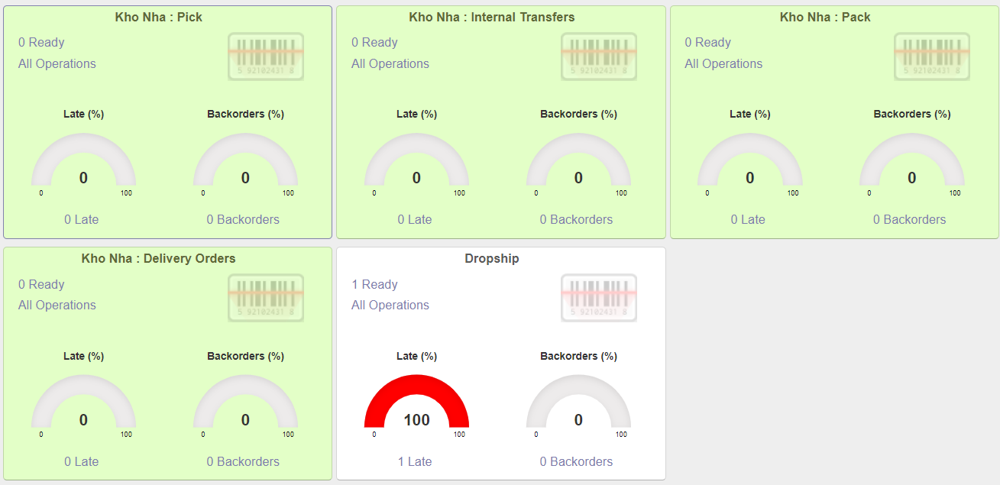 Kho Nha : Pick
0 Ready
All Operations
5 92102431 8
Late (%)
Backorders (%)
0
0
0 100
0 100
0 Late
0 Backorders
Kho Nha : Internal Transfers
0 Ready
All Operations
5 92102431 8
Late (%)
Backorders (%)
0
0
0 100
0 100
0 Late
0 Backorders
Kho Nha : Pack
0 Ready
All Operations
5 92102431 8
Late (%)
Backorders (%)
0
0
0 100
0 100
0 Late
0 Backorders
Kho Nha : Delivery Orders
0 Ready
All Operations
5 92102431 8
Late (%)
Backorders (%)
0
0
0 100
0 100
0 Late
0 Backorders
Dropship
1 Ready
All Operations
5 92102431 8
Late (%)
Backorders (%)
100
0
0 100
0 100
1 Late
0 Backorders